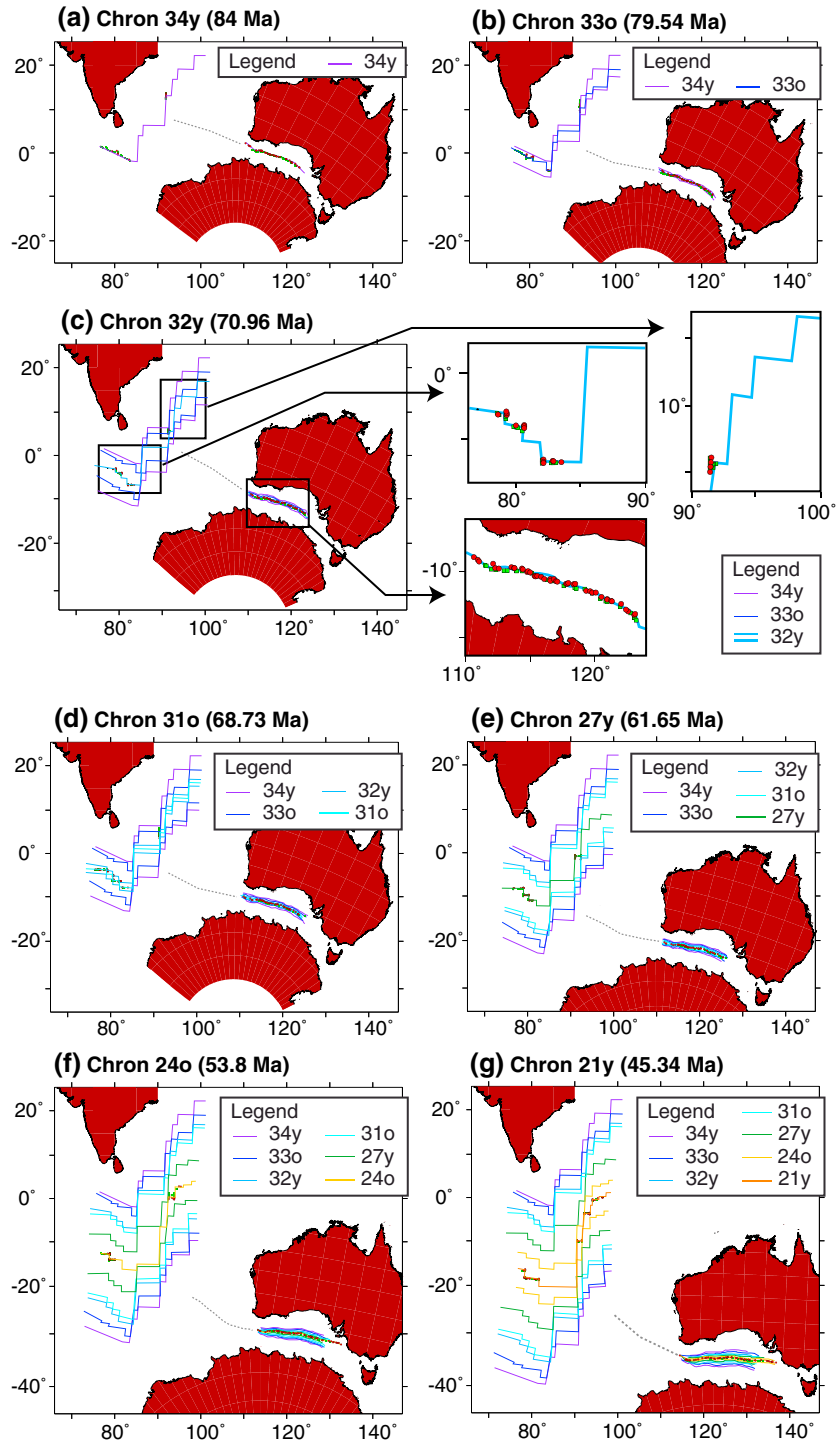 (a) Chron 34y (84 Ma)
Legend
34y
20°
0°
-20°
80° 100° 120° 140°
(b) Chron 33o (79.54 Ma)
Legend
34y 33o
20°
0°
-20°
80° 100° 120° 140°
(c) Chron 32y (70.96 Ma)
20°
0°
-20°
80° 100° 120° 140°
0°
80° 90°
10°
90° 100°
-10°
110° 120°
Legend
34y
33o
32y
(d) Chron 31o (68.73 Ma)
Legend
34y 32y
33o 31o
20°
0°
-20°
80° 100° 120° 140°
(e) Chron 27y (61.65 Ma)
Legend 32y
34y 31o
33o 27y
20°
0°
-20°
80° 100° 120° 140°
(f) Chron 24o (53.8 Ma)
Legend
34y 31o
33o 27y
32y 24o
20°
0°
-20°
-40°
80° 100° 120° 140°
(g) Chron 21y (45.34 Ma)
Legend 31o
34y 27y
33o 24o
32y 21y
20°
0°
-20°
-40°
80° 100° 120° 140°